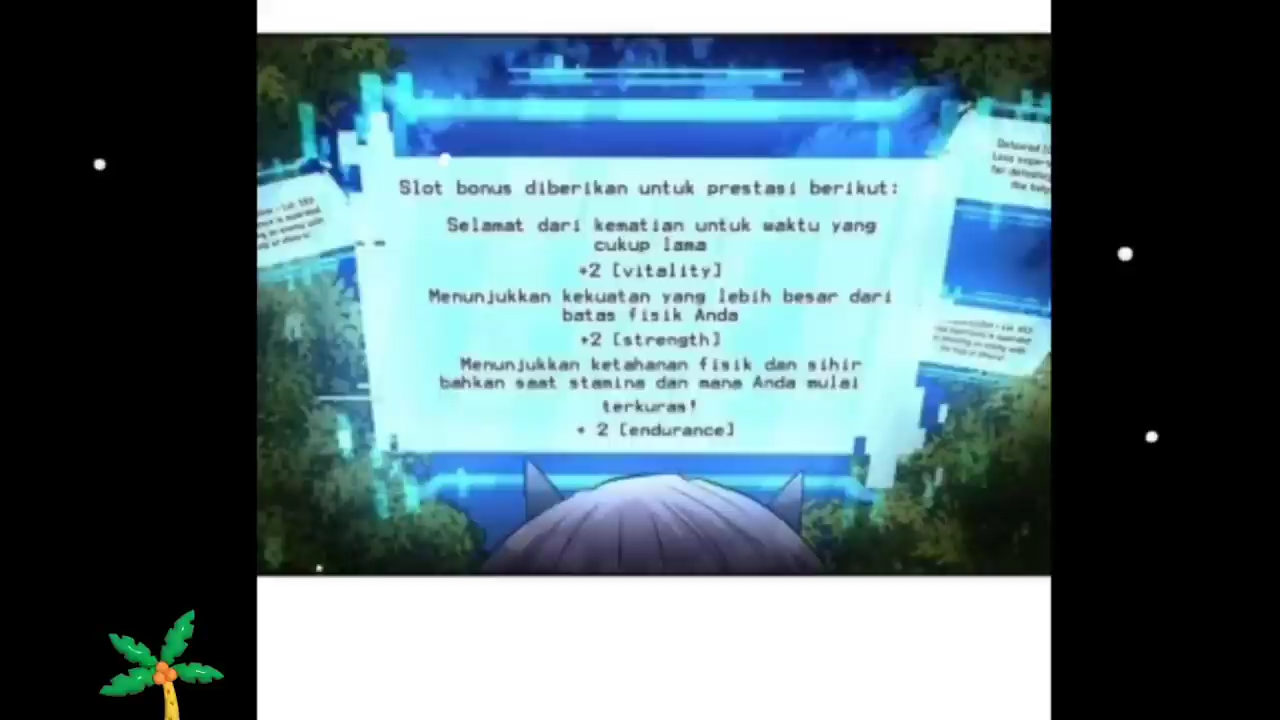 Slot bonus diberikan untuk prestasi berikut:
Selamat dari kematian untuk waktu yang
cukup lama
+2 [vitality]
Menunjukkan kekuatan yang lebih besar dari
batas fisik Anda
+2 [strength]
Menunjukkan ketahanan fisik dan sihir
bahkan saat stamina dan mana Anda mulai
terkuras!
+ 2 [endurance]